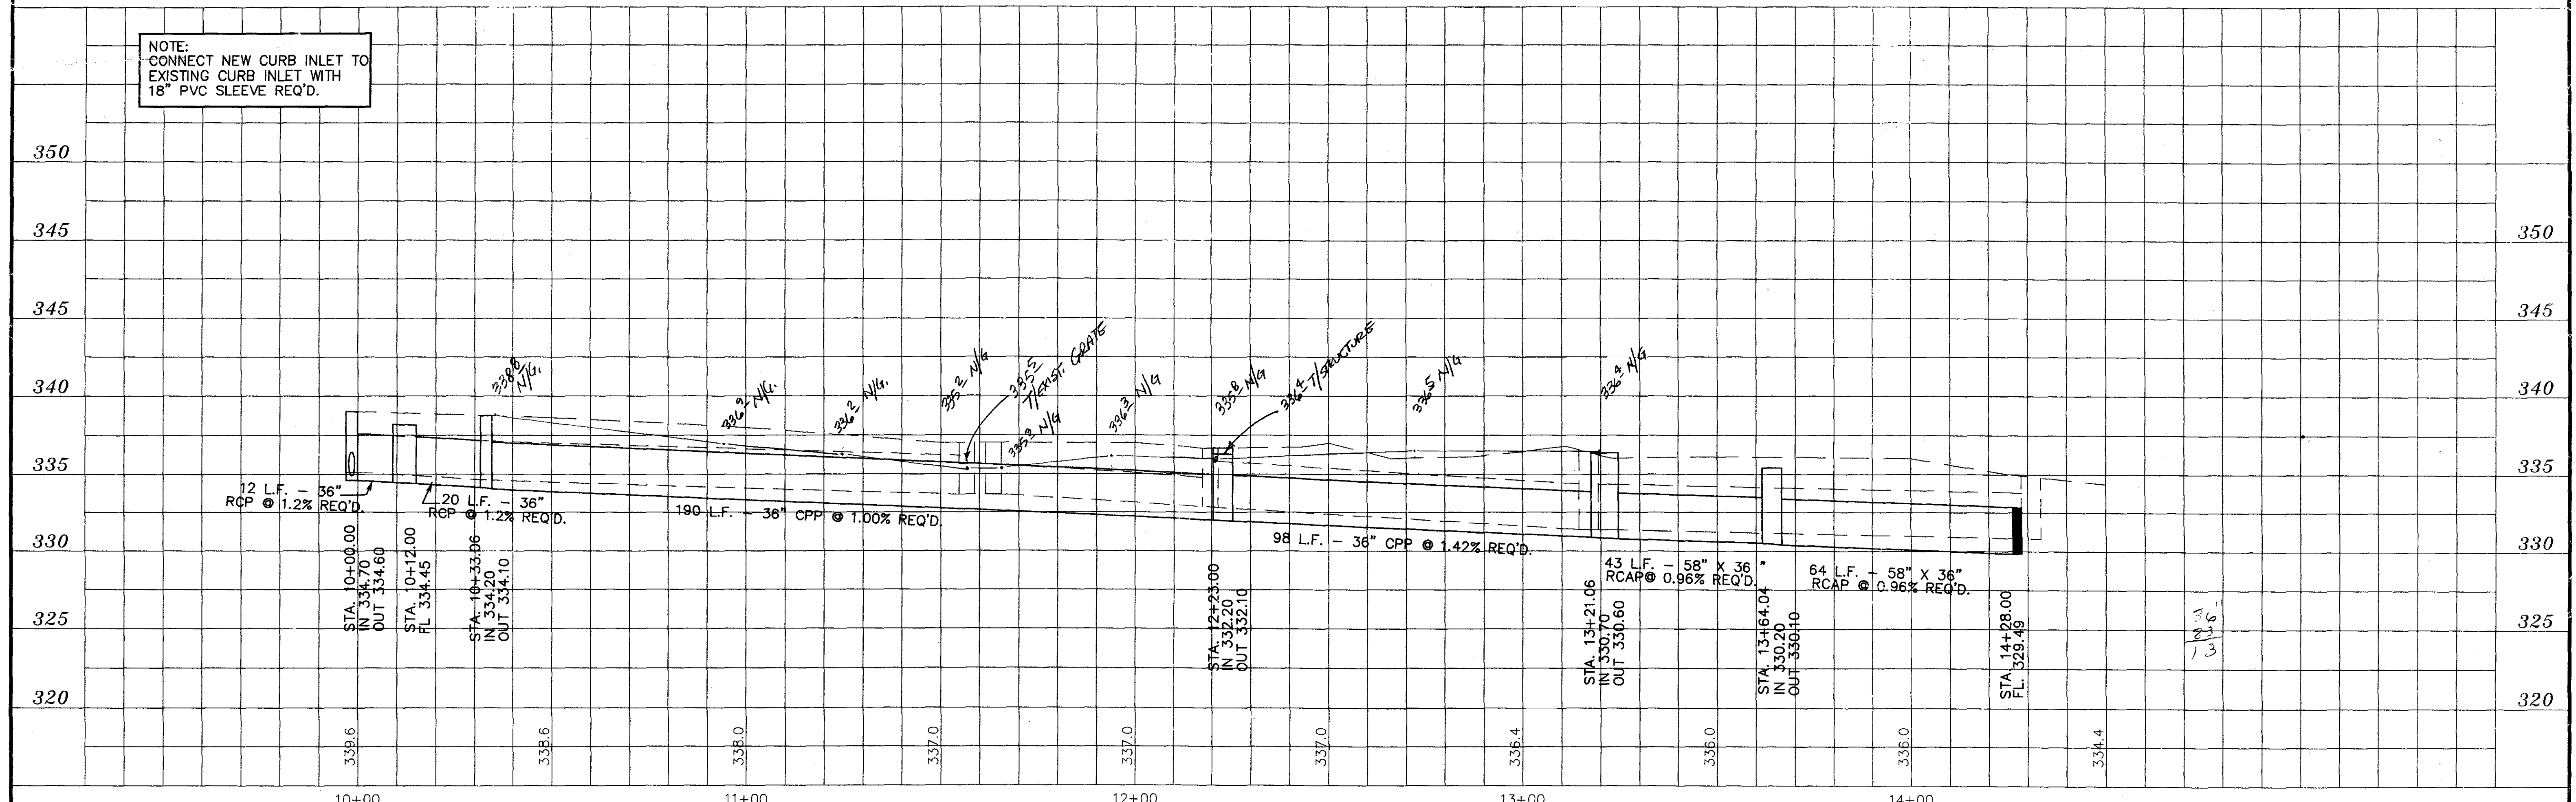 NOTE:
CONNECT NEW CURB INLET TO
EXISTING CURB INLET WITH
18" PVC SLEEVE REQ'D.
350
345
350
345
345
340
340
338.8
N/G.
336.9 N/G.
336.2 N/G.
335.2 N/G
335.5
T/EXIST. GRATE
335.3 N/G
336.3 N/G
335.8 N/G
336.4 T/STRUCTURE
336.5 N/G
336.4 N/G
335
335
12 L.F. - 36"
RCP @ 1.2% REQ'D.
20 L.F. - 36"
RCP @ 1.2% REQ'D.
190 L.F. - 36" CPP @ 1.00% REQ'D.
98 L.F. - 36" CPP @ 1.42% REQ'D.
43 L.F. - 58" X 36"
RCAP @ 0.96% REQ'D.
64 L.F. - 58" X 36"
RCAP @ 0.96% REQ'D.
330
330
STA. 10+00.00
IN 334.70
OUT 334.60
STA. 10+12.00
FL 334.45
STA. 10+33.06
IN 334.20
OUT 334.10
STA. 12+23.00
IN 332.20
OUT 332.10
STA. 13+21.06
IN 330.70
OUT 330.60
STA. 13+64.04
IN 330.20
OUT 330.10
STA. 14+28.00
FL. 329.49
36'
23
13
325
325
320
320
339.6
338.6
338.0
337.0
337.0
337.0
336.4
336.0
336.0
334.4
10+00
11+00
12+00
13+00
14+00